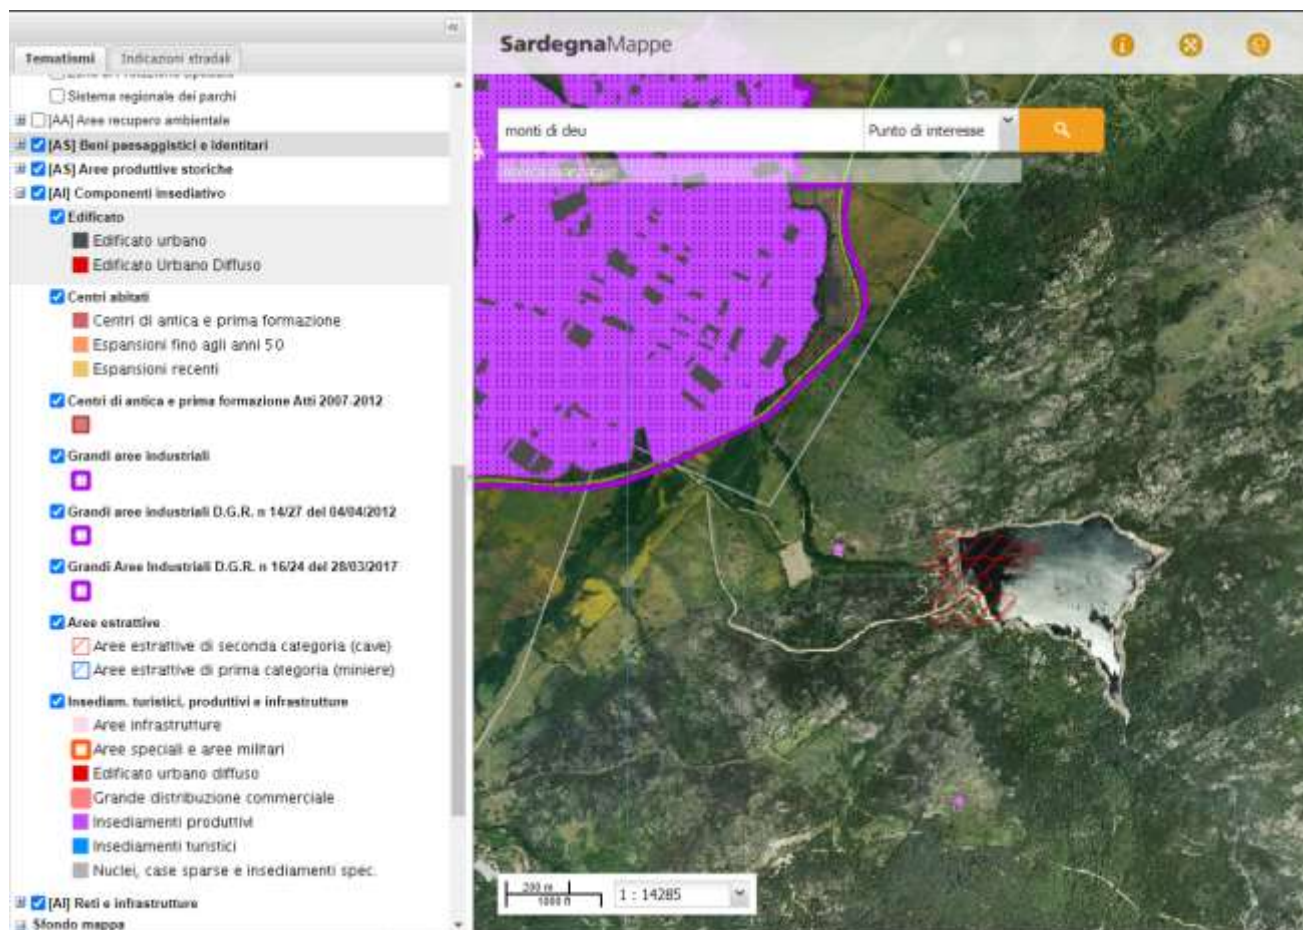 Tematismi
Indicazioni stradali
Sistema regionale dei parchi
[AA] Aree recupero ambientale
[AS] Beni paesaggistici e identitari
[AS] Aree produttive storiche
[AI] Componenti insediativo
Edificato
Edificato urbano
Edificato Urbano Diffuso
Centri abitati
Centri di antica e prima formazione
Espansioni fino agli anni 50
Espansioni recenti
Centri di antica e prima formazione Atti 2007-2012
Grandi aree industriali
Grandi aree industriali D.G.R. n 14/27 del 04/04/2012
Grandi Aree Industriali D.G.R. n 16/24 del 28/03/2017
Aree estrattive
Aree estrattive di seconda categoria (cave)
Aree estrattive di prima categoria (miniere)
Insediam. turistici, produttivi e infrastrutture
Aree infrastrutture
Aree speciali e aree militari
Edificato urbano diffuso
Grande distribuzione commerciale
Insediamenti produttivi
Insediamenti turistici
Nuclei, case sparse e insediamenti spec.
[AI] Reti e infrastrutture
Sfondo mappa
SardegnaMappe
monti di deu
Punto di interesse
200 m
1000 ft
1 : 14285